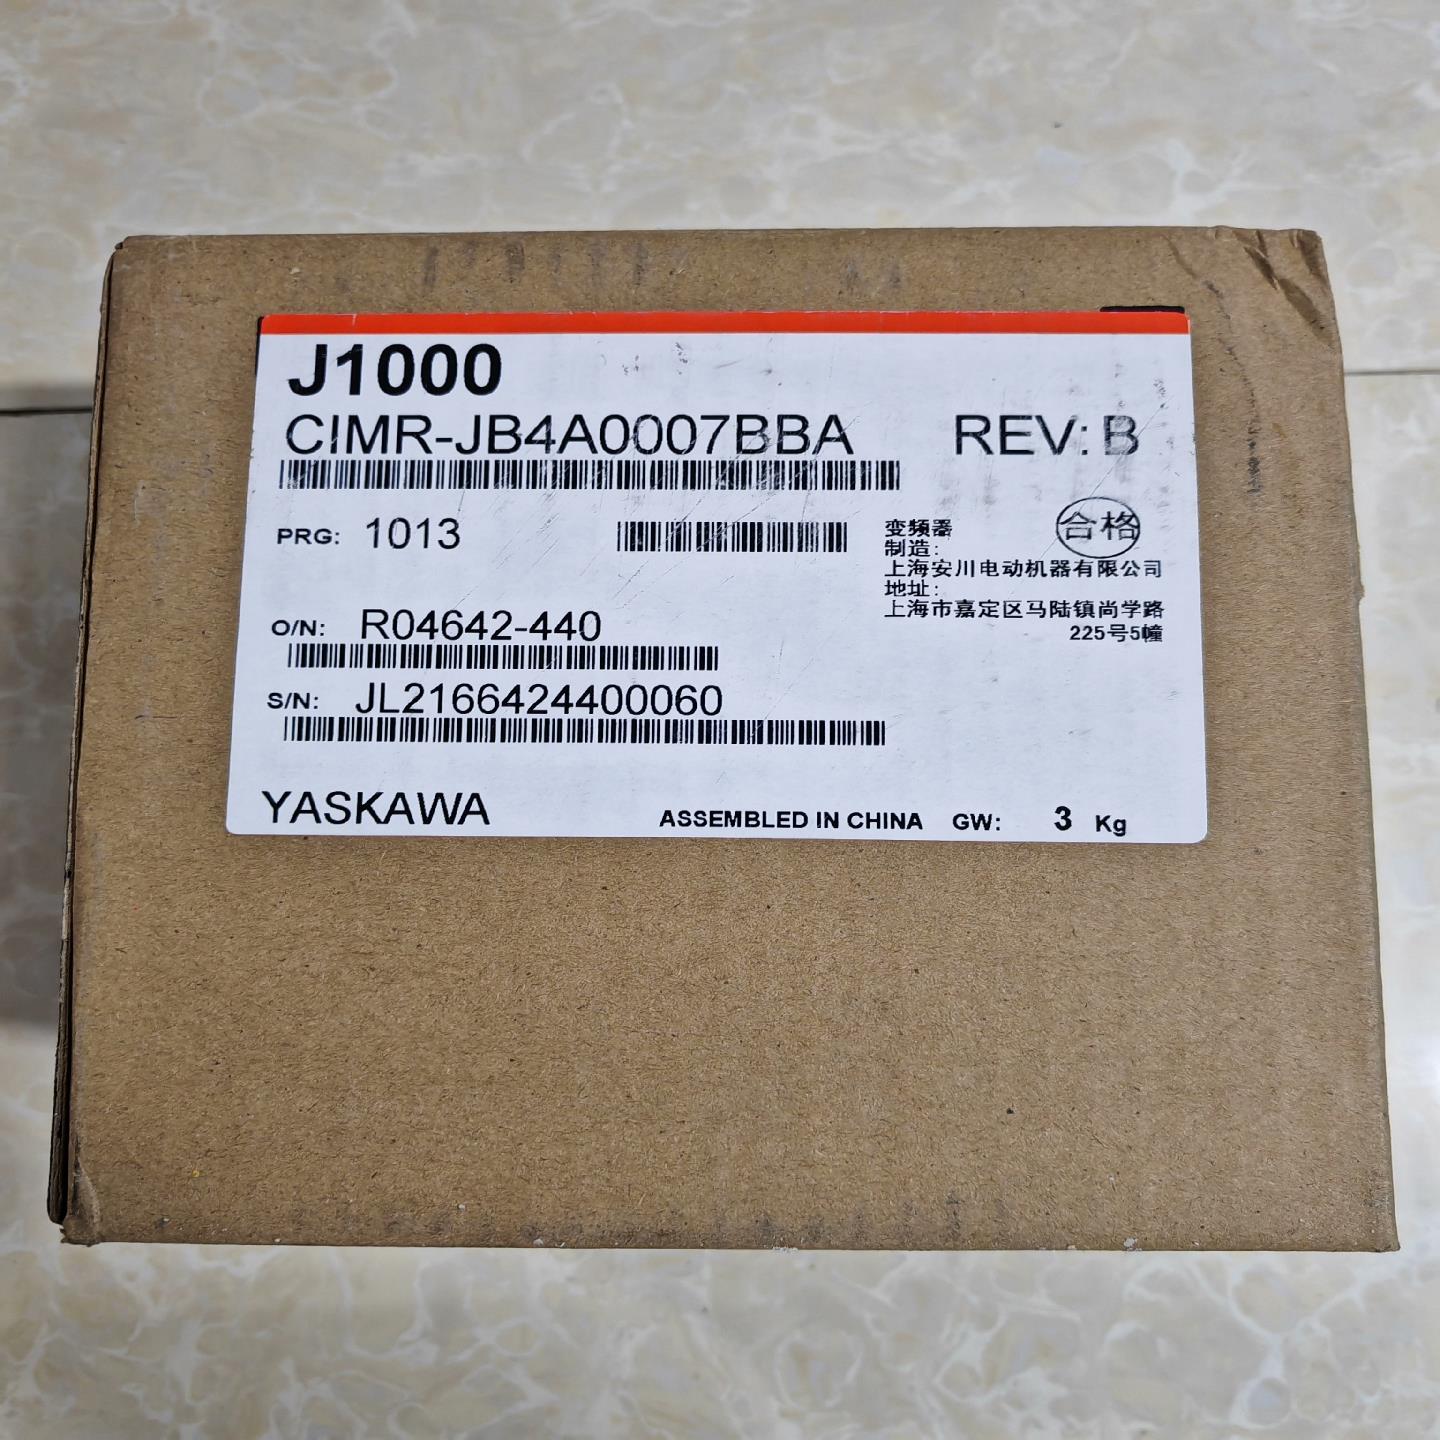 J1000
CIMR-JB4A0007BBA REV: B
PRG: 1013
变频器
合格
制造:
上海安川电动机器有限公司
地址:
上海市嘉定区马陆镇尚学路
225号5幢
O/N: R04642-440
S/N: JL2166424400060
YASKAWA ASSEMBLED IN CHINA GW: 3 Kg